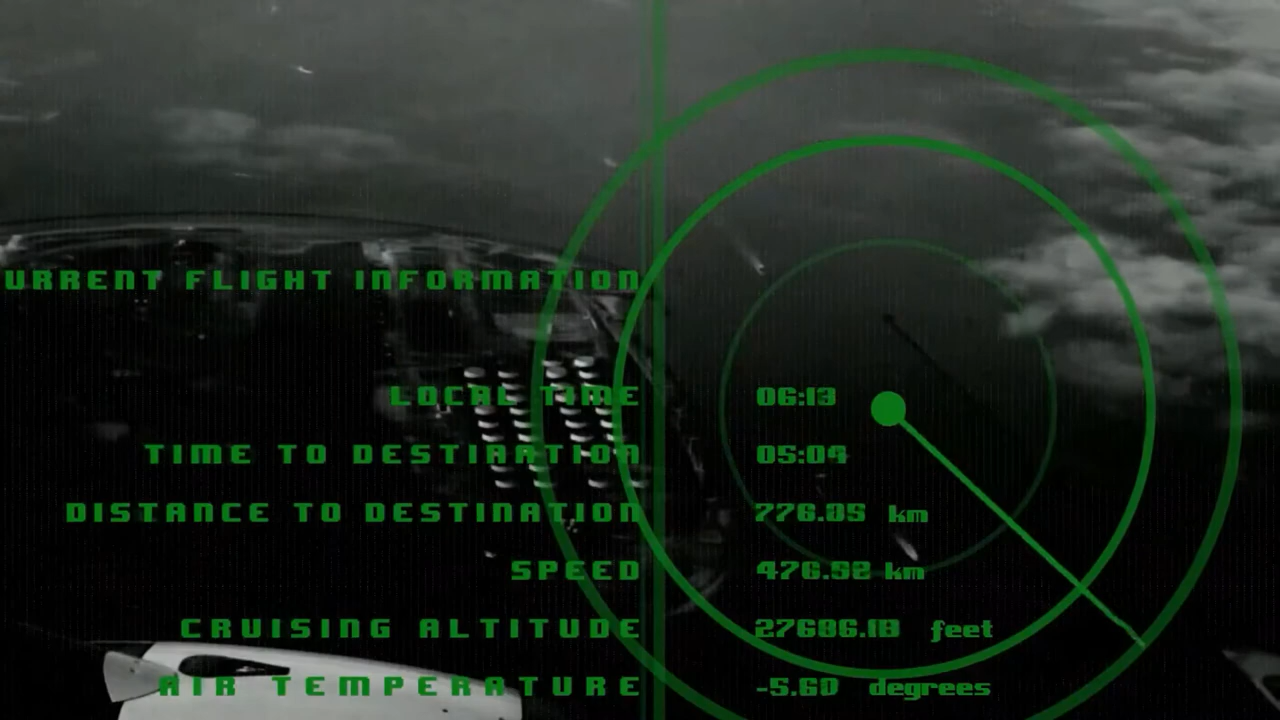 URRENT FLIGHT INFORMATION
LOCAL TIME 06:13
TIME TO DESTINATION 05:04
DISTANCE TO DESTINATION 776.05 km
SPEED 476.98 km
CRUISING ALTITUDE 27686.18 feet
AIR TEMPERATURE -5.60 degrees